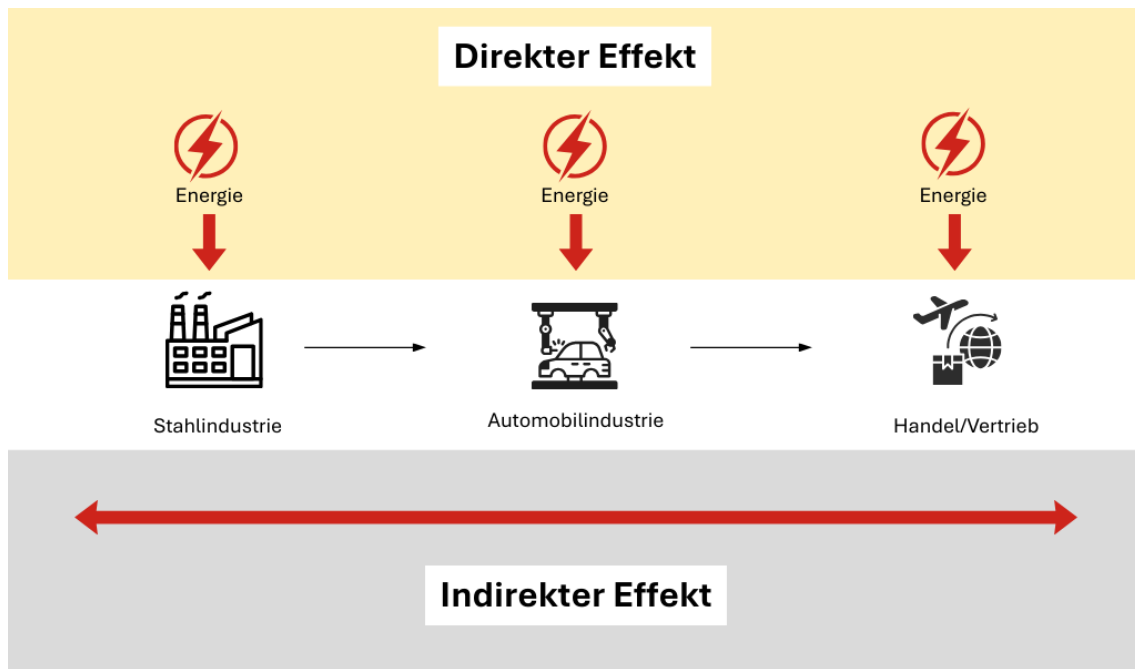 Direkter Effekt
Energie
Energie
Energie
Stahlindustrie
Automobilindustrie
Handel/Vertrieb
Indirekter Effekt